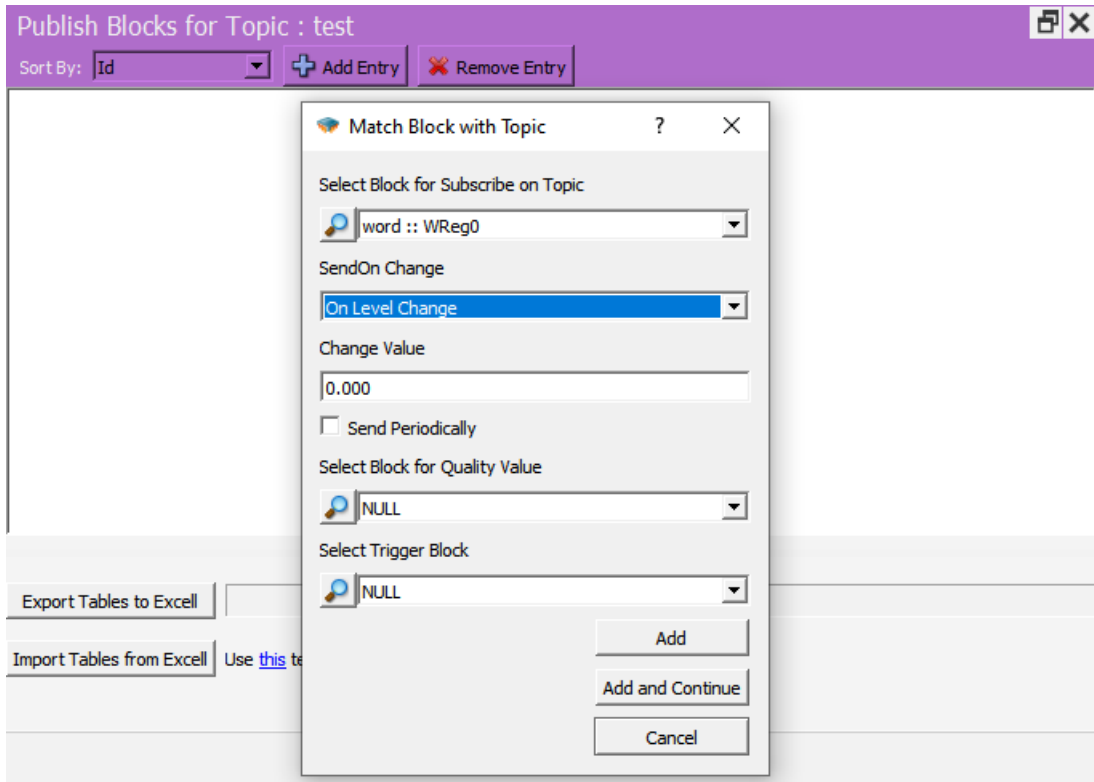 Publish Blocks for Topic : test
Sort By: Id Add Entry Remove Entry
Match Block with Topic ?
Select Block for Subscribe on Topic
word :: WReg0
SendOn Change
On Level Change
Change Value
0.000
Send Periodically
Select Block for Quality Value
NULL
Select Trigger Block
NULL
Export Tables to Excell
Add
Import Tables from Excell Use this te
Add and Continue
Cancel